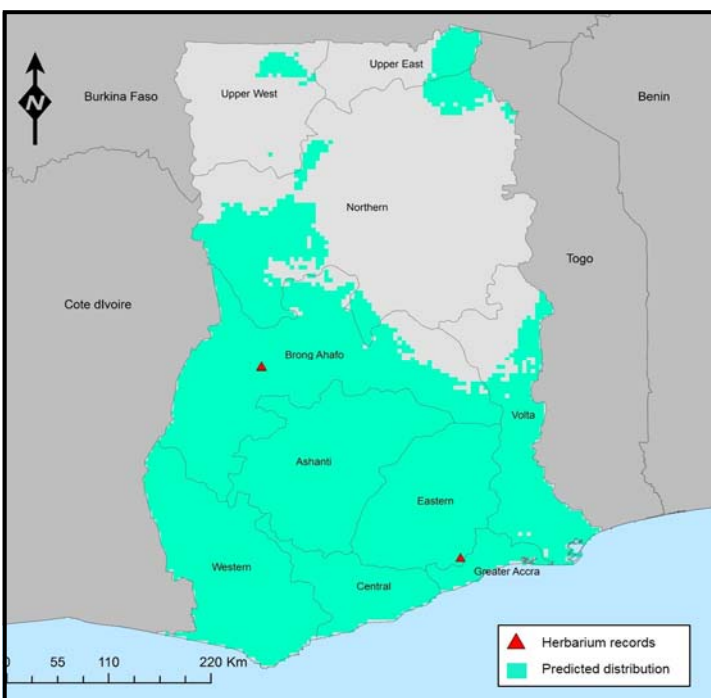 Upper East
Burkina Faso
Upper West
Benin
N
Northern
Togo
Cote dIvoire
Brong Ahafo
Volta
Ashanti
Eastern
Western
Central
Greater Accra
Herbarium records
Predicted distribution
0 55 110 220 Km